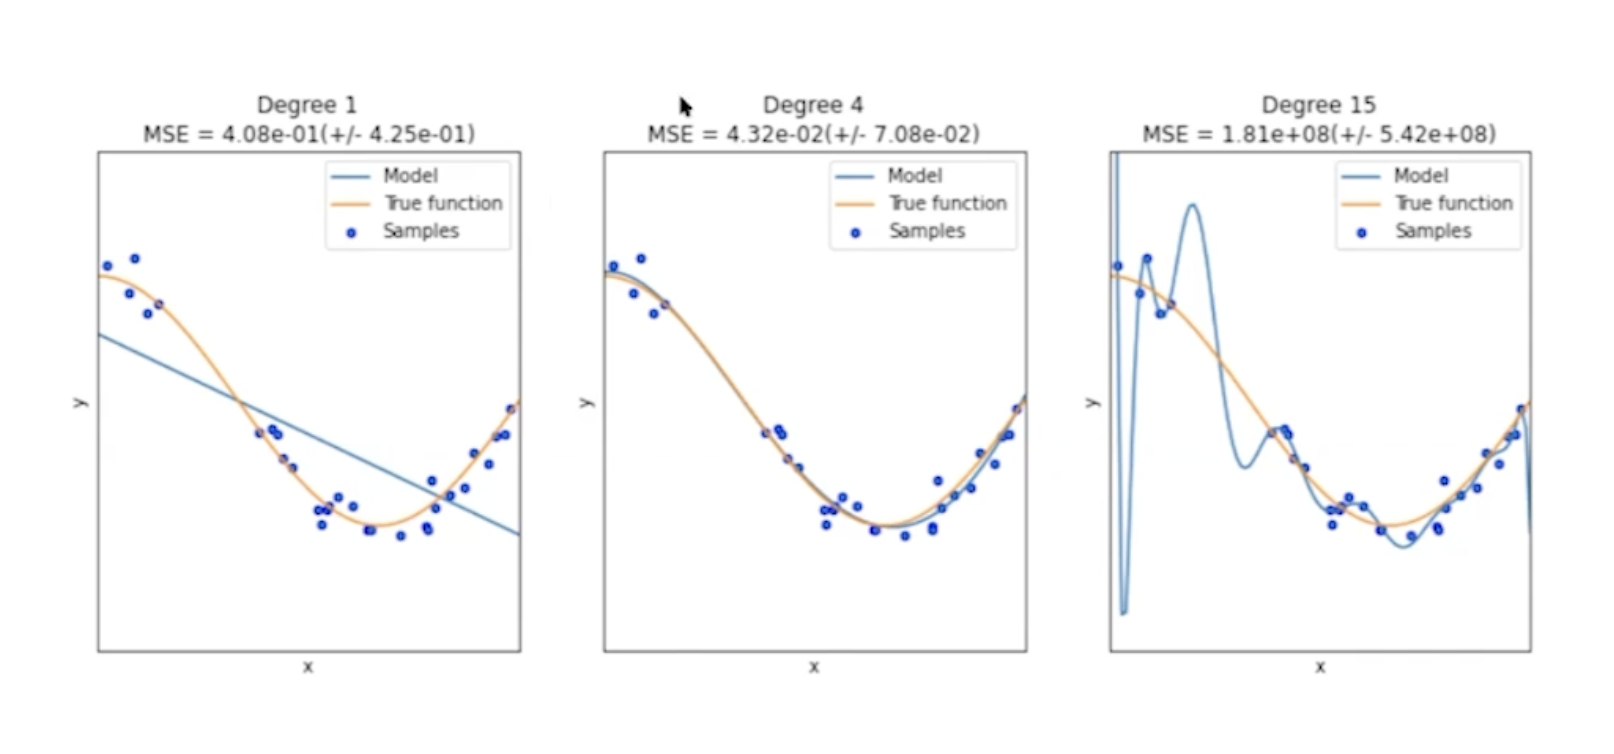 Degree 1
MSE = 4.08e-01(+/- 4.25e-01)
Model
True function
Samples
y
x
Degree 4
MSE = 4.32e-02(+/- 7.08e-02)
Model
True function
Samples
y
x
Degree 15
MSE = 1.81e+08(+/- 5.42e+08)
Model
True function
Samples
y
x